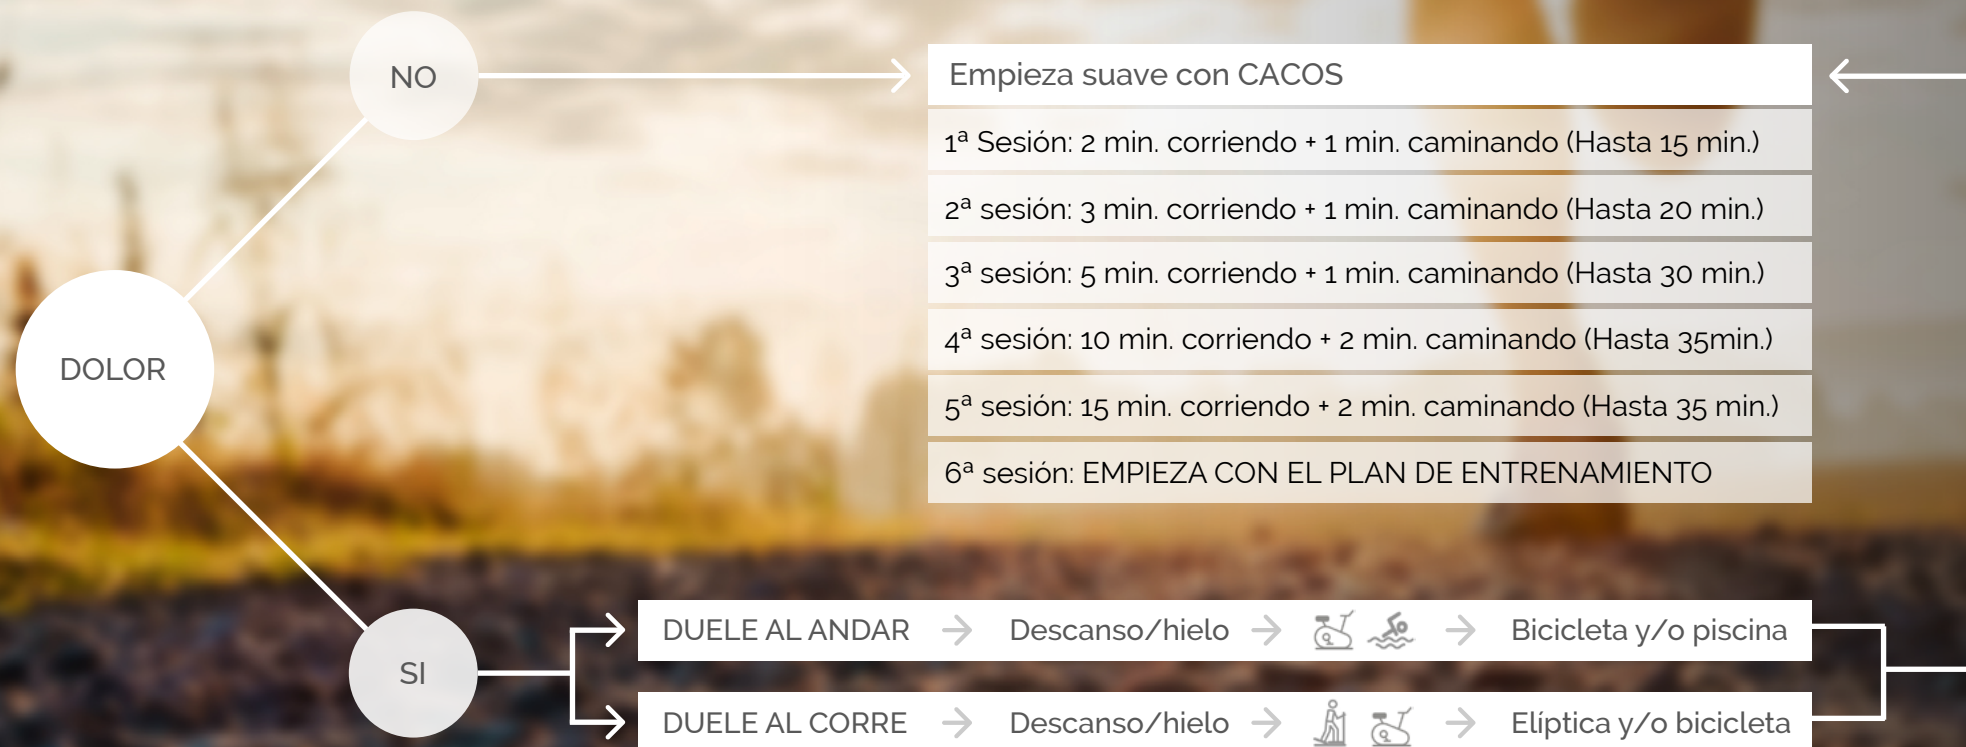 NO
Empieza suave con CACOS
1ª Sesión: 2 min. corriendo + 1 min. caminando (Hasta 15 min.)
2ª sesión: 3 min. corriendo + 1 min. caminando (Hasta 20 min.)
3ª sesión: 5 min. corriendo + 1 min. caminando (Hasta 30 min.)
DOLOR
4ª sesión: 10 min. corriendo + 2 min. caminando (Hasta 35min.)
5ª sesión: 15 min. corriendo + 2 min. caminando (Hasta 35 min.)
6ª sesión: EMPIEZA CON EL PLAN DE ENTRENAMIENTO
SI
DUELE AL ANDAR Descanso/hielo Bicicleta y/o piscina
DUELE AL CORRE Descanso/hielo Elíptica y/o bicicleta